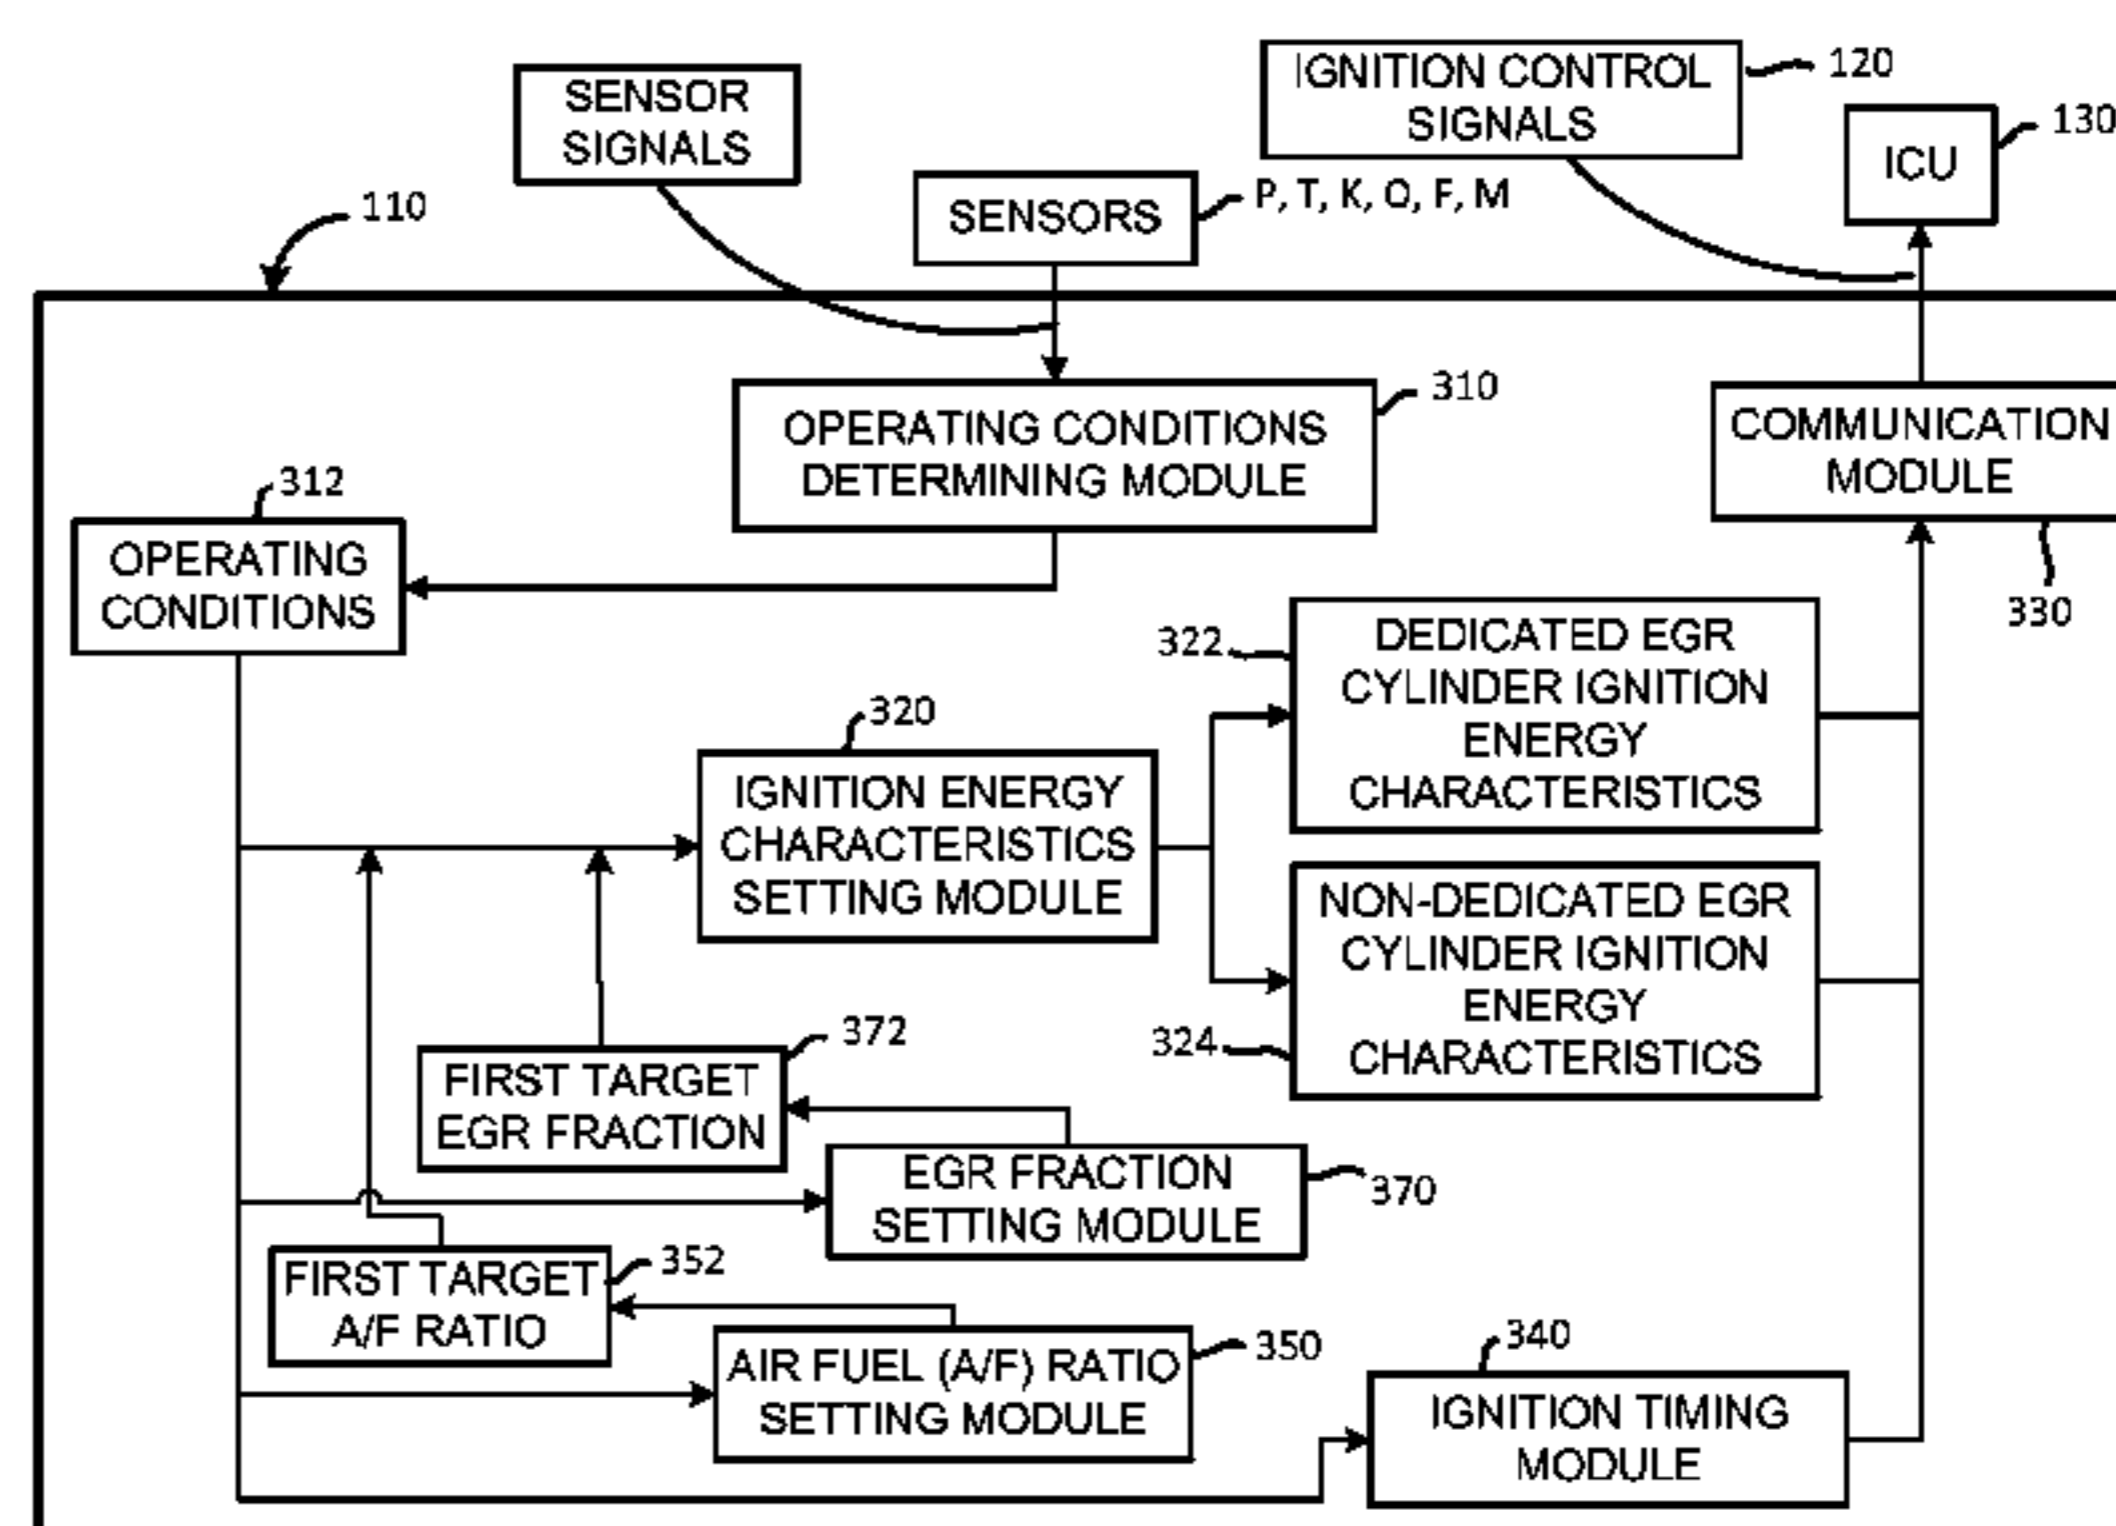 SENSOR
SIGNALS
IGNITION CONTROL
SIGNALS
120
ICU
130
SENSORS
P, T, K, O, F, M
110
OPERATING CONDITIONS
DETERMINING MODULE
310
COMMUNICATION
MODULE
330
312
OPERATING
CONDITIONS
322
DEDICATED EGR
CYLINDER IGNITION
ENERGY
CHARACTERISTICS
320
IGNITION ENERGY
CHARACTERISTICS
SETTING MODULE
NON-DEDICATED EGR
CYLINDER IGNITION
ENERGY
CHARACTERISTICS
324
372
FIRST TARGET
EGR FRACTION
EGR FRACTION
SETTING MODULE
370
FIRST TARGET
A/F RATIO
352
AIR FUEL (A/F) RATIO
SETTING MODULE
350
340
IGNITION TIMING
MODULE